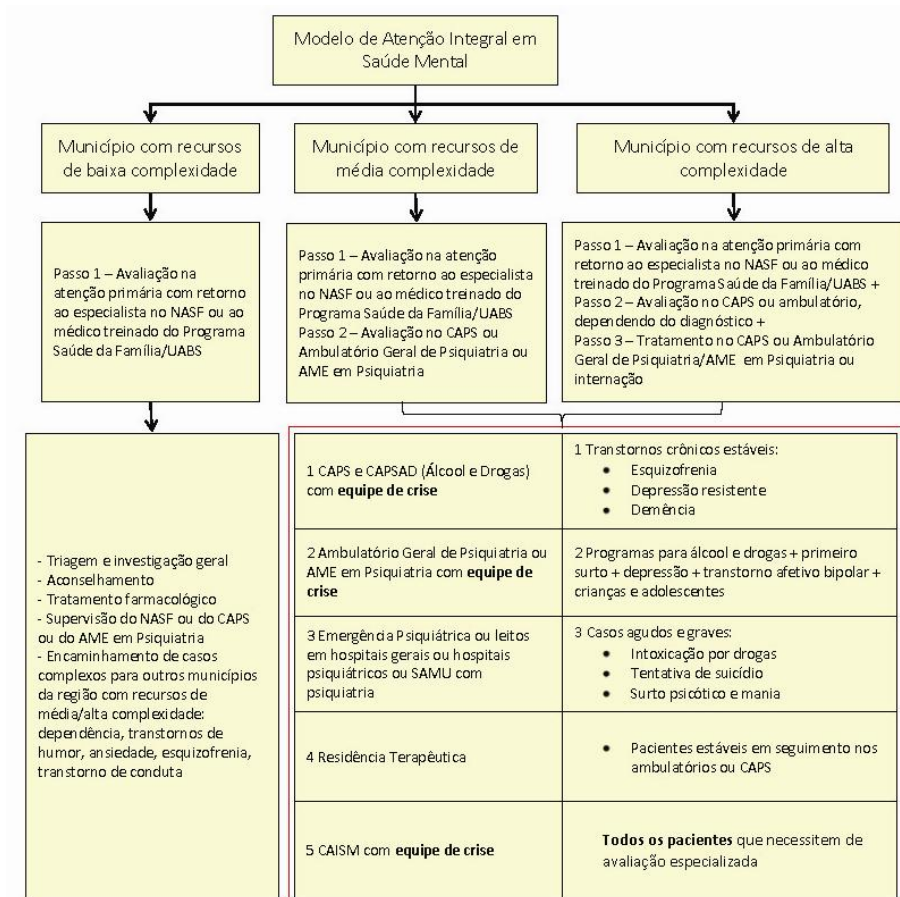 Modelo de Atenção Integral em
Saúde Mental
Município com recursos
de baixa complexidade
Município com recursos de
média complexidade
Município com recursos de alta
complexidade
Passo 1 – Avaliação na
atenção primária com retorno
ao especialista no NASF ou ao
médico treinado do Programa
Saúde da Família/UABS
Passo 1 – Avaliação na atenção
primária com retorno ao especialista
no NASF ou ao médico treinado do
Programa Saúde da Família/UABS
Passo 2 – Avaliação no CAPS ou
Ambulatório Geral de Psiquiatria ou
AME em Psiquiatria
Passo 1 – Avaliação na atenção primária com
retorno ao especialista no NASF ou ao médico
treinado do Programa Saúde da Família/UABS +
Passo 2 – Avaliação no CAPS ou ambulatório,
dependendo do diagnóstico +
Passo 3 – Tratamento no CAPS ou Ambulatório
Geral de Psiquiatria/AME em Psiquiatria ou
internação
- Triagem e investigação geral
- Aconselhamento
- Tratamento farmacológico
- Supervisão do NASF ou do CAPS
ou do AME em Psiquiatria
- Encaminhamento de casos
complexos para outros municípios
da região com recursos de
média/alta complexidade:
dependência, transtornos de
humor, ansiedade, esquizofrenia,
transtorno de conduta
1 CAPS e CAPSAD (Álcool e Drogas)
com equipe de crise
1 Transtornos crônicos estáveis:
• Esquizofrenia
• Depressão resistente
• Demência
2 Ambulatório Geral de Psiquiatria ou
AME em Psiquiatria com equipe de
crise
2 Programas para álcool e drogas + primeiro
surto + depressão + transtorno afetivo bipolar +
crianças e adolescentes
3 Emergência Psiquiátrica ou leitos
em hospitais gerais ou hospitais
psiquiátricos ou SAMU com
psiquiatria
3 Casos agudos e graves:
• Intoxicação por drogas
• Tentativa de suicídio
• Surto psicótico e mania
4 Residência Terapêutica
• Pacientes estáveis em seguimento nos
ambulatórios ou CAPS
5 CAISM com equipe de crise
Todos os pacientes que necessitem de
avaliação especializada